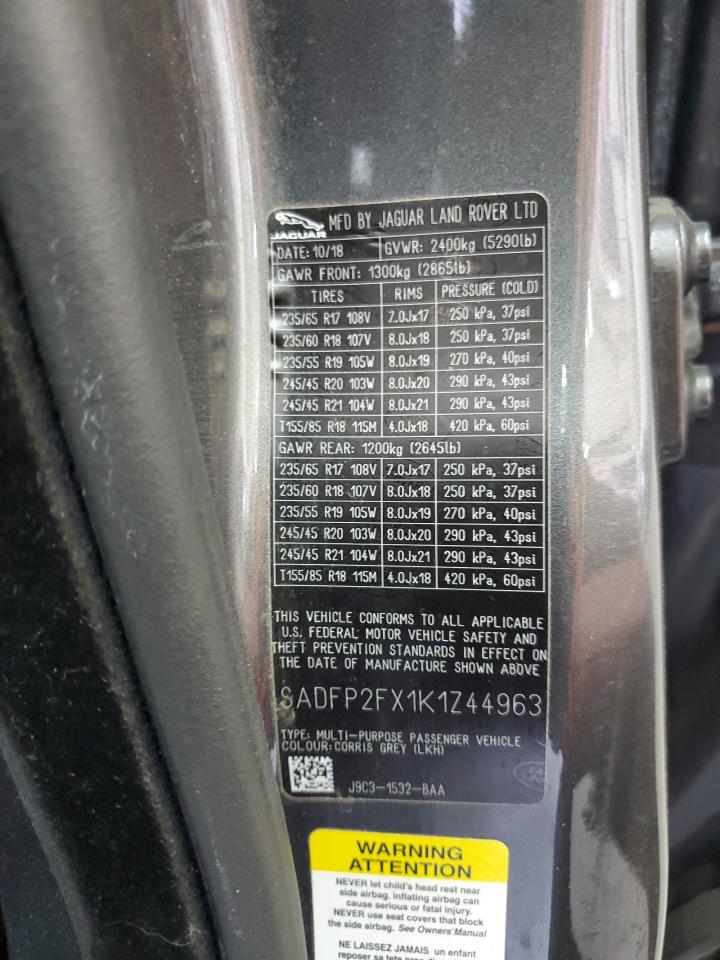 JAGUAR
MFD BY JAGUAR LAND ROVER LTD
DATE: 10/18 GVWR: 2400kg (5290lb)
GAWR FRONT: 1300kg (2865lb)
TIRES RIMS PRESSURE (COLD)
235/65 R17 108V 7.0Jx17 250 kPa, 37psi
235/60 R18 107V 8.0Jx18 250 kPa, 37psi
235/55 R19 105W 8.0Jx19 270 kPa, 40psi
245/45 R20 103W 8.0Jx20 290 kPa, 43psi
245/45 R21 104W 8.0Jx21 290 kPa, 43psi
T155/85 R18 115M 4.0Jx18 420 kPa, 60psi
GAWR REAR: 1200kg (2645lb)
235/65 R17 108V 7.0Jx17 250 kPa, 37psi
235/60 R18 107V 8.0Jx18 250 kPa, 37psi
235/55 R19 105W 8.0Jx19 270 kPa, 40psi
245/45 R20 103W 8.0Jx20 290 kPa, 43psi
245/45 R21 104W 8.0Jx21 290 kPa, 43psi
T155/85 R18 115M 4.0Jx18 420 kPa, 60psi
THIS VEHICLE CONFORMS TO ALL APPLICABLE
U.S. FEDERAL MOTOR VEHICLE SAFETY AND
THEFT PREVENTION STANDARDS IN EFFECT ON
THE DATE OF MANUFACTURE SHOWN ABOVE
SADFP2FX1K1Z44963
TYPE: MULTI-PURPOSE PASSENGER VEHICLE
COLOUR:CORRIS GREY (LKH)
J9C3-1532-BAA
WARNING
ATTENTION
NEVER let child's head rest near
side airbag. inflating airbag can
cause serious or fatal injury.
NEVER use seat covers that block
the side airbag. See Owners' Manual
NE LAISSEZ JAMAIS un enfant
reposer sa tete pres